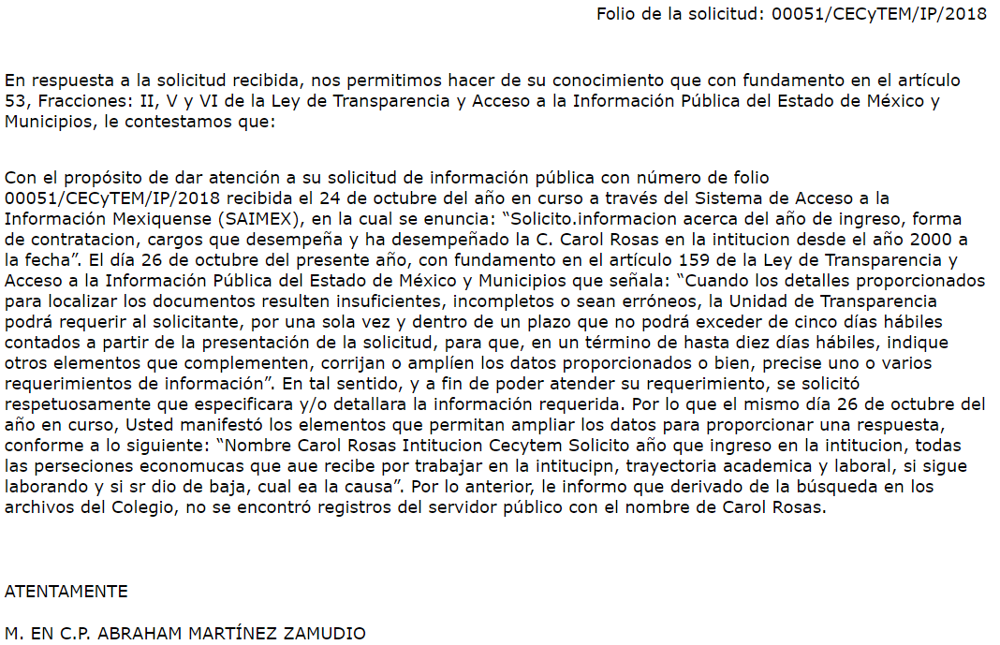 Folio de la solicitud: 00051/CECyTEM/IP/2018
En respuesta a la solicitud recibida, nos permitimos hacer de su conocimiento que con fundamento en el artículo
53, Fracciones: II, V y VI de la Ley de Transparencia y Acceso a la Información Pública del Estado de México y
Municipios, le contestamos que:
Con el propósito de dar atención a su solicitud de información pública con número de folio
00051/CECyTEM/IP/2018 recibida el 24 de octubre del año en curso a través del Sistema de Acceso a la
Información Mexiquense (SAIMEX), en la cual se enuncia: “Solicito.informacion acerca del año de ingreso, forma
de contratacion, cargos que desempeña y ha desempeñado la C. Carol Rosas en la intitucion desde el año 2000 a
la fecha”. El día 26 de octubre del presente año, con fundamento en el artículo 159 de la Ley de Transparencia y
Acceso a la Información Pública del Estado de México y Municipios que señala: “Cuando los detalles proporcionados
para localizar los documentos resulten insuficientes, incompletos o sean erróneos, la Unidad de Transparencia
podrá requerir al solicitante, por una sola vez y dentro de un plazo que no podrá exceder de cinco días hábiles
contados a partir de la presentación de la solicitud, para que, en un término de hasta diez días hábiles, indique
otros elementos que complementen, corrijan o amplíen los datos proporcionados o bien, precise uno o varios
requerimientos de información”. En tal sentido, y a fin de poder atender su requerimiento, se solicitó
respetuosamente que especificara y/o detallara la información requerida. Por lo que el mismo día 26 de octubre del
año en curso, Usted manifestó los elementos que permitan ampliar los datos para proporcionar una respuesta,
conforme a lo siguiente: “Nombre Carol Rosas Intitucion Cecytem Solicito año que ingreso en la intitucion, todas
las perseciones economucas que aue recibe por trabajar en la intitucipn, trayectoria academica y laboral, si sigue
laborando y si sr dio de baja, cual ea la causa”. Por lo anterior, le informo que derivado de la búsqueda en los
archivos del Colegio, no se encontró registros del servidor público con el nombre de Carol Rosas.
ATENTAMENTE
M. EN C.P. ABRAHAM MARTÍNEZ ZAMUDIO